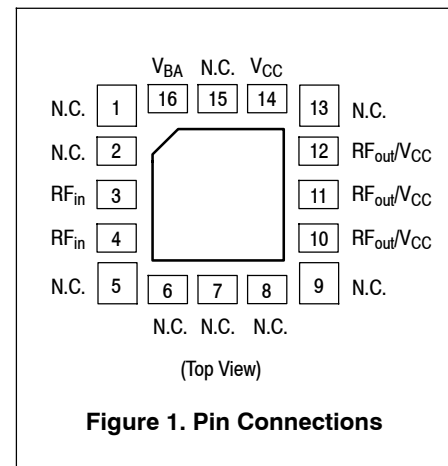 V_BA N.C. V_CC
16 15 14
N.C. 1 13 N.C.
N.C. 2 12 RF_out/V_CC
RF_in 3 11 RF_out/V_CC
RF_in 4 10 RF_out/V_CC
N.C. 5 9 N.C.
6 7 8
N.C. N.C. N.C.
(Top View)
Figure 1. Pin Connections